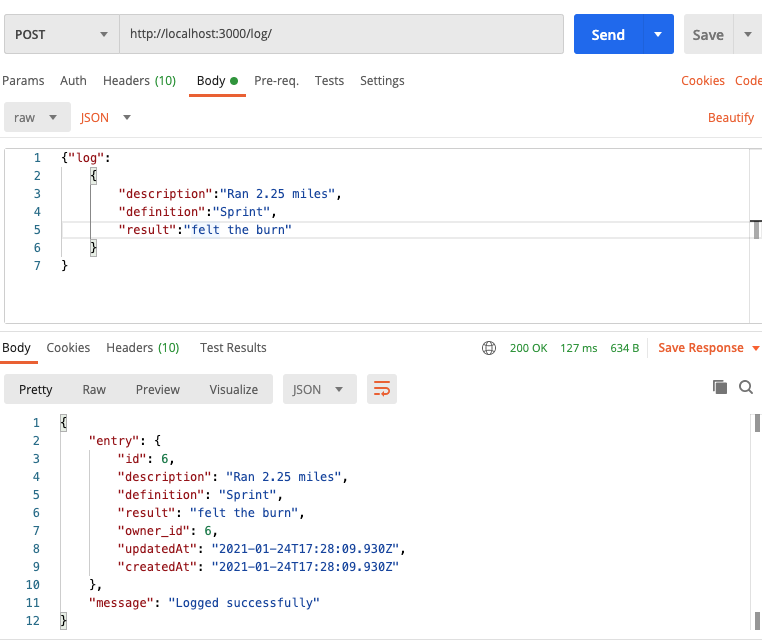 POST http://localhost:3000/log/ Send Save
Params Auth Headers (10) Body Pre-req. Tests Settings Cookies Code
raw JSON Beautify
1 {"log":
2 {
3 "description":"Ran 2.25 miles",
4 "definition":"Sprint",
5 "result":"felt the burn"
6 }
7 }
Body Cookies Headers (10) Test Results 200 OK 127 ms 634 B Save Response
Pretty Raw Preview Visualize JSON
1 {
2 "entry": {
3 "id": 6,
4 "description": "Ran 2.25 miles",
5 "definition": "Sprint",
6 "result": "felt the burn",
7 "owner_id": 6,
8 "updatedAt": "2021-01-24T17:28:09.930Z",
9 "createdAt": "2021-01-24T17:28:09.930Z"
10 },
11 "message": "Logged successfully"
12 }